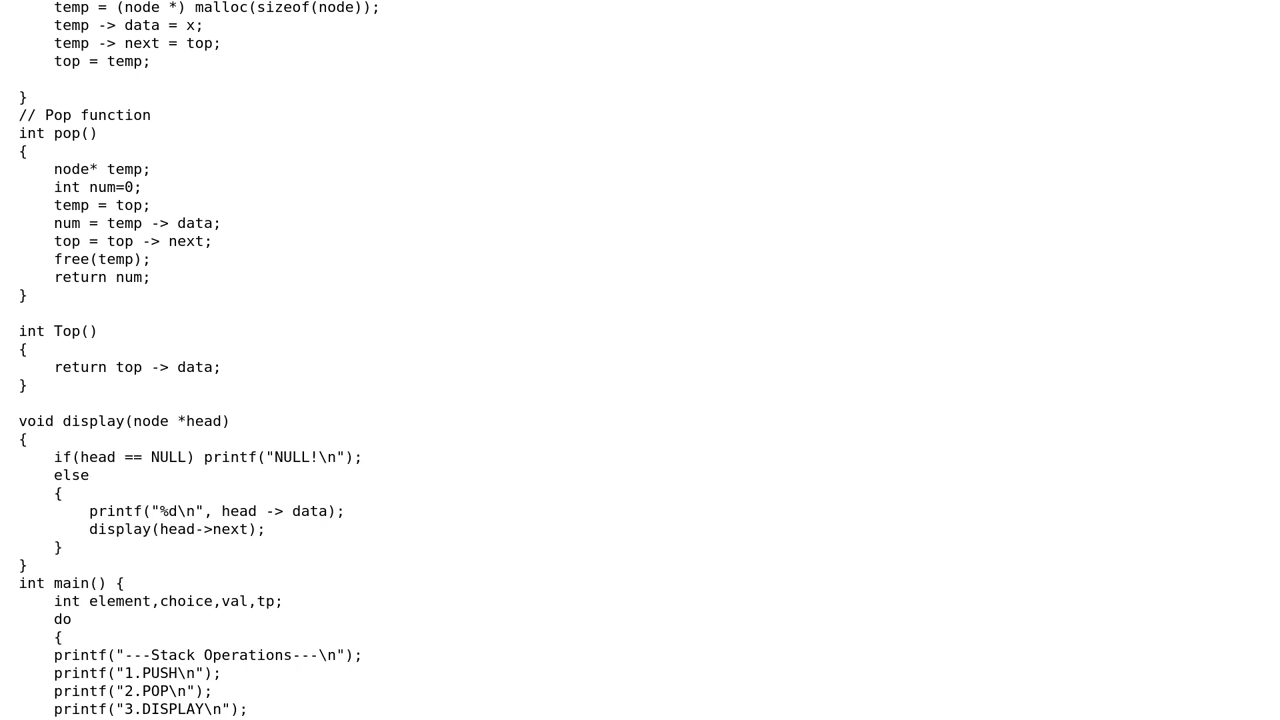 temp = (node *) malloc(sizeof(node));
    temp -> data = x;
    temp -> next = top;
    top = temp;

}
// Pop function
int pop()
{
    node* temp;
    int num=0;
    temp = top;
    num = temp -> data;
    top = top -> next;
    free(temp);
    return num;
}

int Top()
{
    return top -> data;
}

void display(node *head)
{
    if(head == NULL) printf("NULL!\n");
    else
    {
        printf("%d\n", head -> data);
        display(head->next);
    }
}
int main() {
    int element,choice,val,tp;
    do
    {
    printf("---Stack Operations---\n");
    printf("1.PUSH\n");
    printf("2.POP\n");
    printf("3.DISPLAY\n");